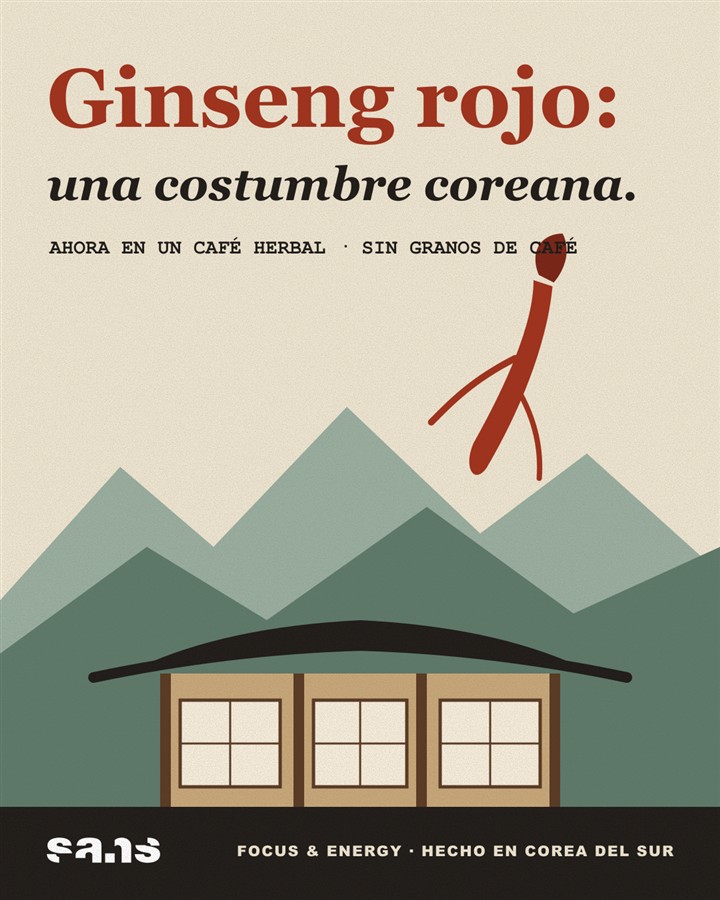 Ginseng rojo:
una costumbre coreana.
AHORA EN UN CAFÉ HERBAL · SIN GRANOS DE CAFÉ
sans
FOCUS & ENERGY · HECHO EN COREA DEL SUR